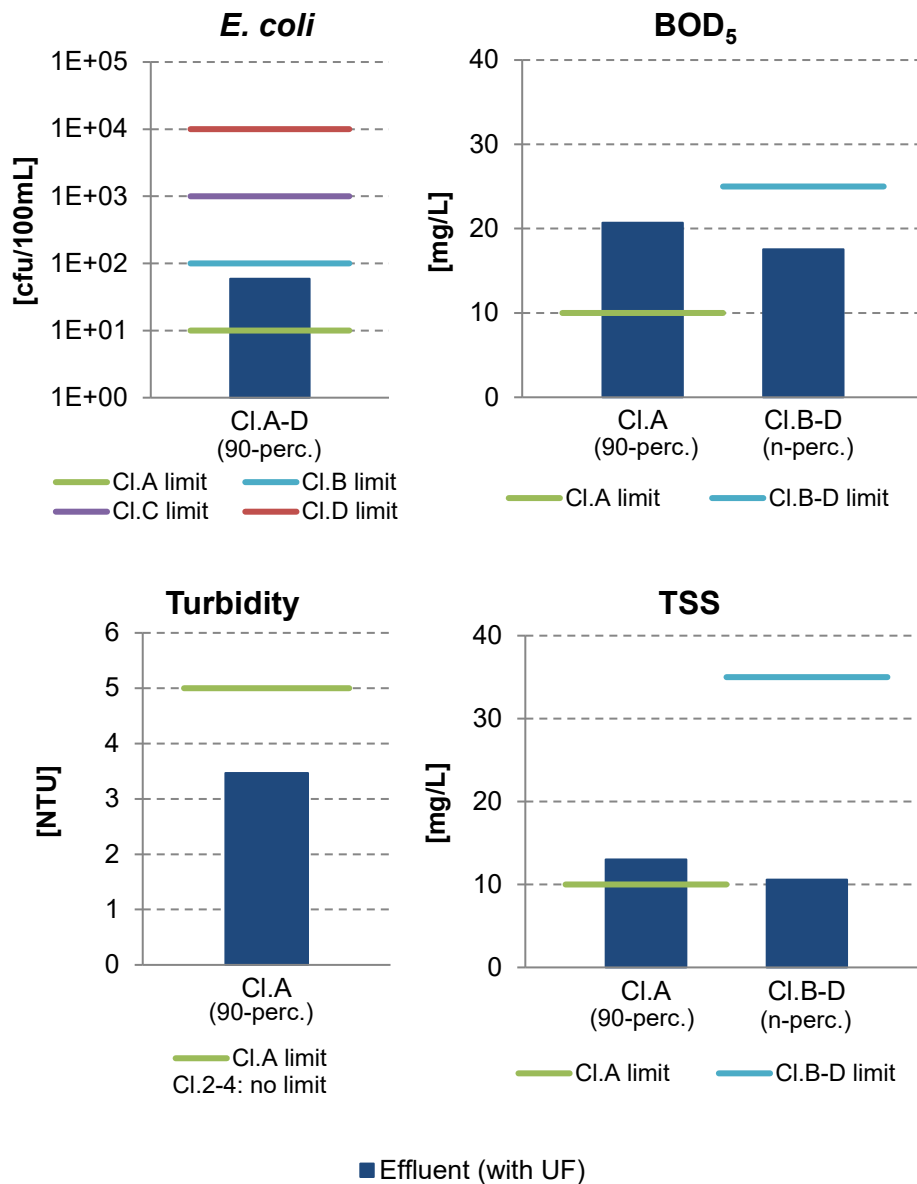 E. coli
1E+05
1E+04
1E+03
1E+02
1E+01
1E+00
[cfu/100mL]
Cl.A-D
(90-perc.)
Cl.A limit
Cl.B limit
Cl.C limit
Cl.D limit
BOD₅
40
30
20
10
0
[mg/L]
Cl.A
(90-perc.)
Cl.B-D
(n-perc.)
Cl.A limit
Cl.B-D limit
Turbidity
6
5
4
3
2
1
0
[NTU]
Cl.A
(90-perc.)
Cl.A limit
Cl.2-4: no limit
TSS
40
30
20
10
0
[mg/L]
Cl.A
(90-perc.)
Cl.B-D
(n-perc.)
Cl.A limit
Cl.B-D limit
Effluent (with UF)